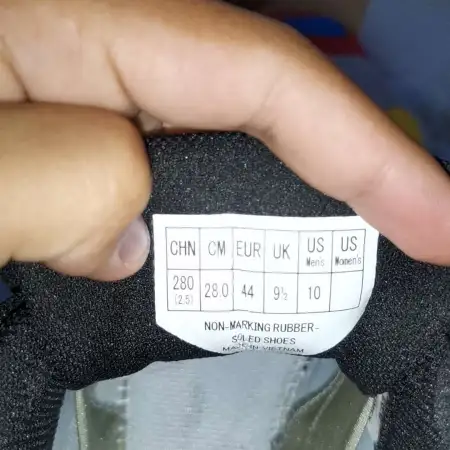 CHN CM EUR UK US Men's US Women's
280 (2.5) 28.0 44 9½ 10
NON-MARKING RUBBER-
SOLED SHOES
MADE IN VIETNAM